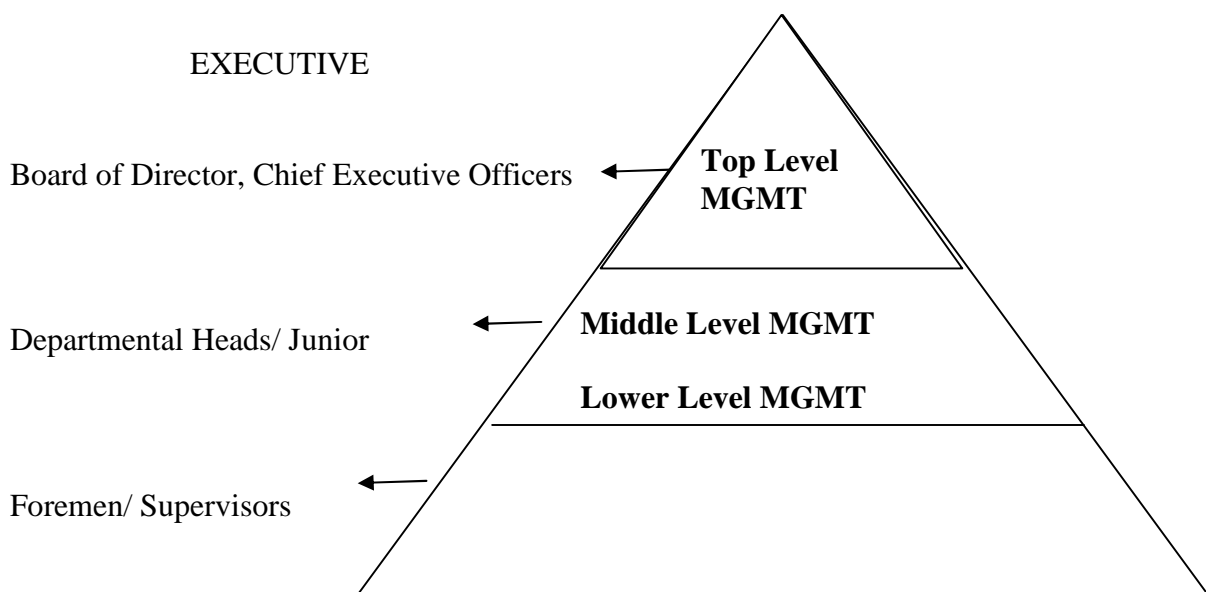 EXECUTIVE
Board of Director, Chief Executive Officers
Top Level
MGMT
Departmental Heads/ Junior
Middle Level MGMT
Lower Level MGMT
Foremen/ Supervisors